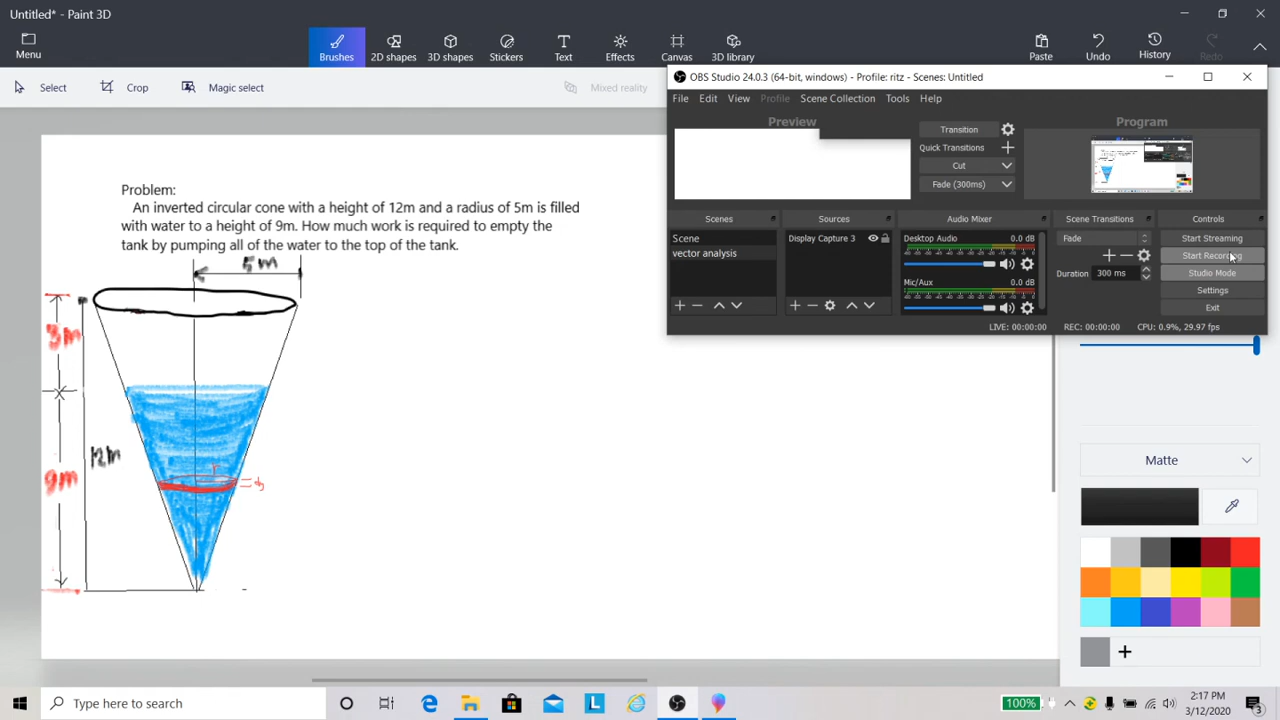 Untitled* - Paint 3D
Menu
Brushes
2D shapes
3D shapes
Stickers
Text
Effects
Canvas
3D library
Paste
Undo
History
Redo
Select
Crop
Magic select
Mixed reality
OBS Studio 24.0.3 (64-bit, windows) - Profile: ritz - Scenes: Untitled
File Edit View Profile Scene Collection Tools Help
Preview
Program
Transition
Quick Transitions
Cut
Fade (300ms)
Scenes
Sources
Audio Mixer
Scene Transitions
Controls
Scene
vector analysis
Display Capture 3
Desktop Audio 0.0 dB
Mic/Aux 0.0 dB
Fade
Duration 300 ms
Start Streaming
Start Recording
Studio Mode
Settings
Exit
LIVE: 00:00:00
REC: 00:00:00
CPU: 0.9%, 29.97 fps
Problem:
An inverted circular cone with a height of 12m and a radius of 5m is filled
with water to a height of 9m. How much work is required to empty the
tank by pumping all of the water to the top of the tank.
5m
3m
12m
9m
r
Matte
Type here to search
100%
2:17 PM
3/12/2020
3